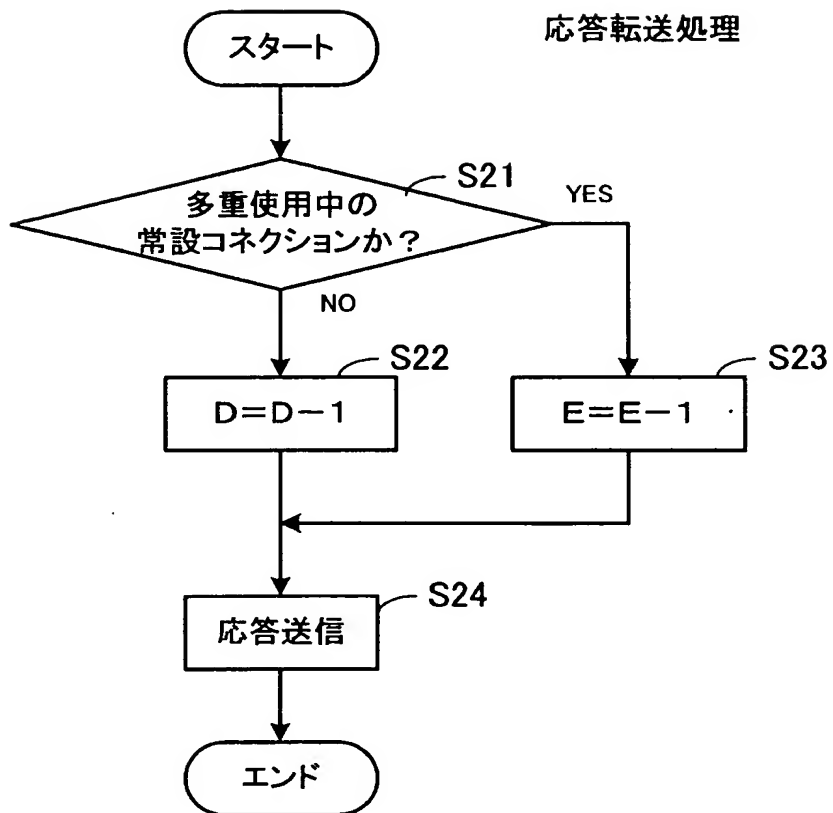 応答転送処理
スタート
S21
多重使用中の
常設コネクションか？
YES
NO
S22
D＝D－1
S23
E＝E－1
S24
応答送信
エンド